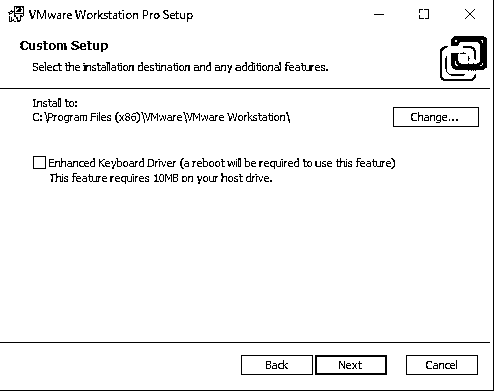 VMware Workstation Pro Setup
Custom Setup
Select the installation destination and any additional features.
Install to:
C:\Program Files (x86)\VMware\VMware Workstation\
Change...
Enhanced Keyboard Driver (a reboot will be required to use this feature)
This feature requires 10MB on your host drive.
Back
Next
Cancel